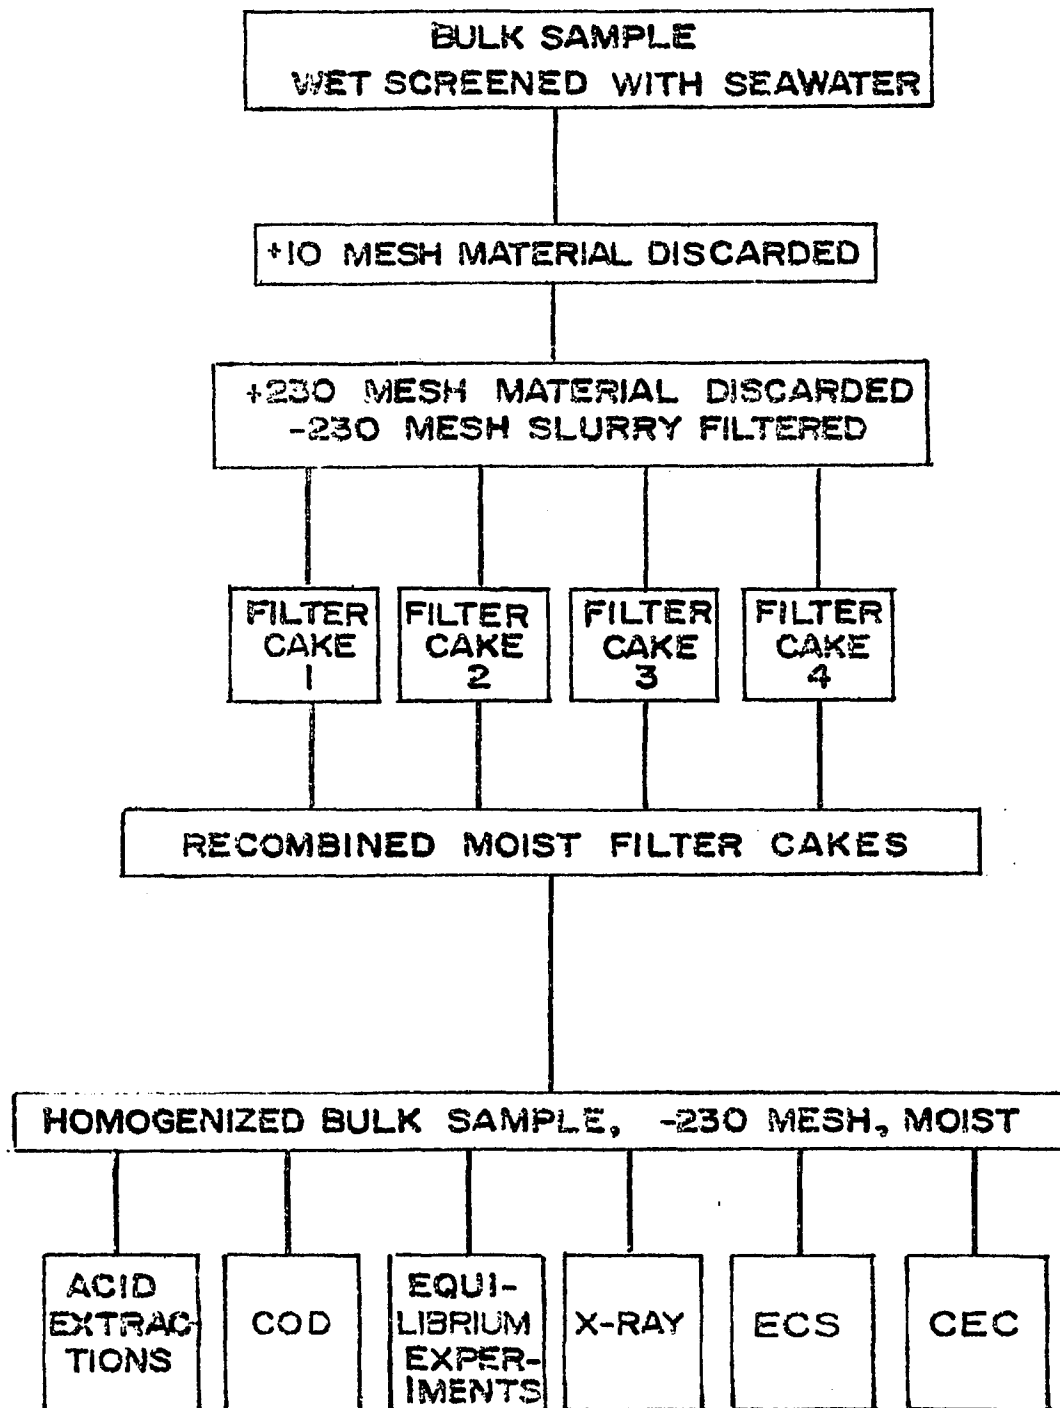 BULK SAMPLE
WET SCREENED WITH SEAWATER
+10 MESH MATERIAL DISCARDED
+230 MESH MATERIAL DISCARDED
-230 MESH SLURRY FILTERED
FILTER
CAKE
1
FILTER
CAKE
2
FILTER
CAKE
3
FILTER
CAKE
4
RECOMBINED MOIST FILTER CAKES
HOMOGENIZED BULK SAMPLE, -230 MESH, MOIST
ACID
EXTRAC-
TIONS
COD
EQUI-
LIBRIUM
EXPER-
IMENTS
X-RAY
ECS
CEC